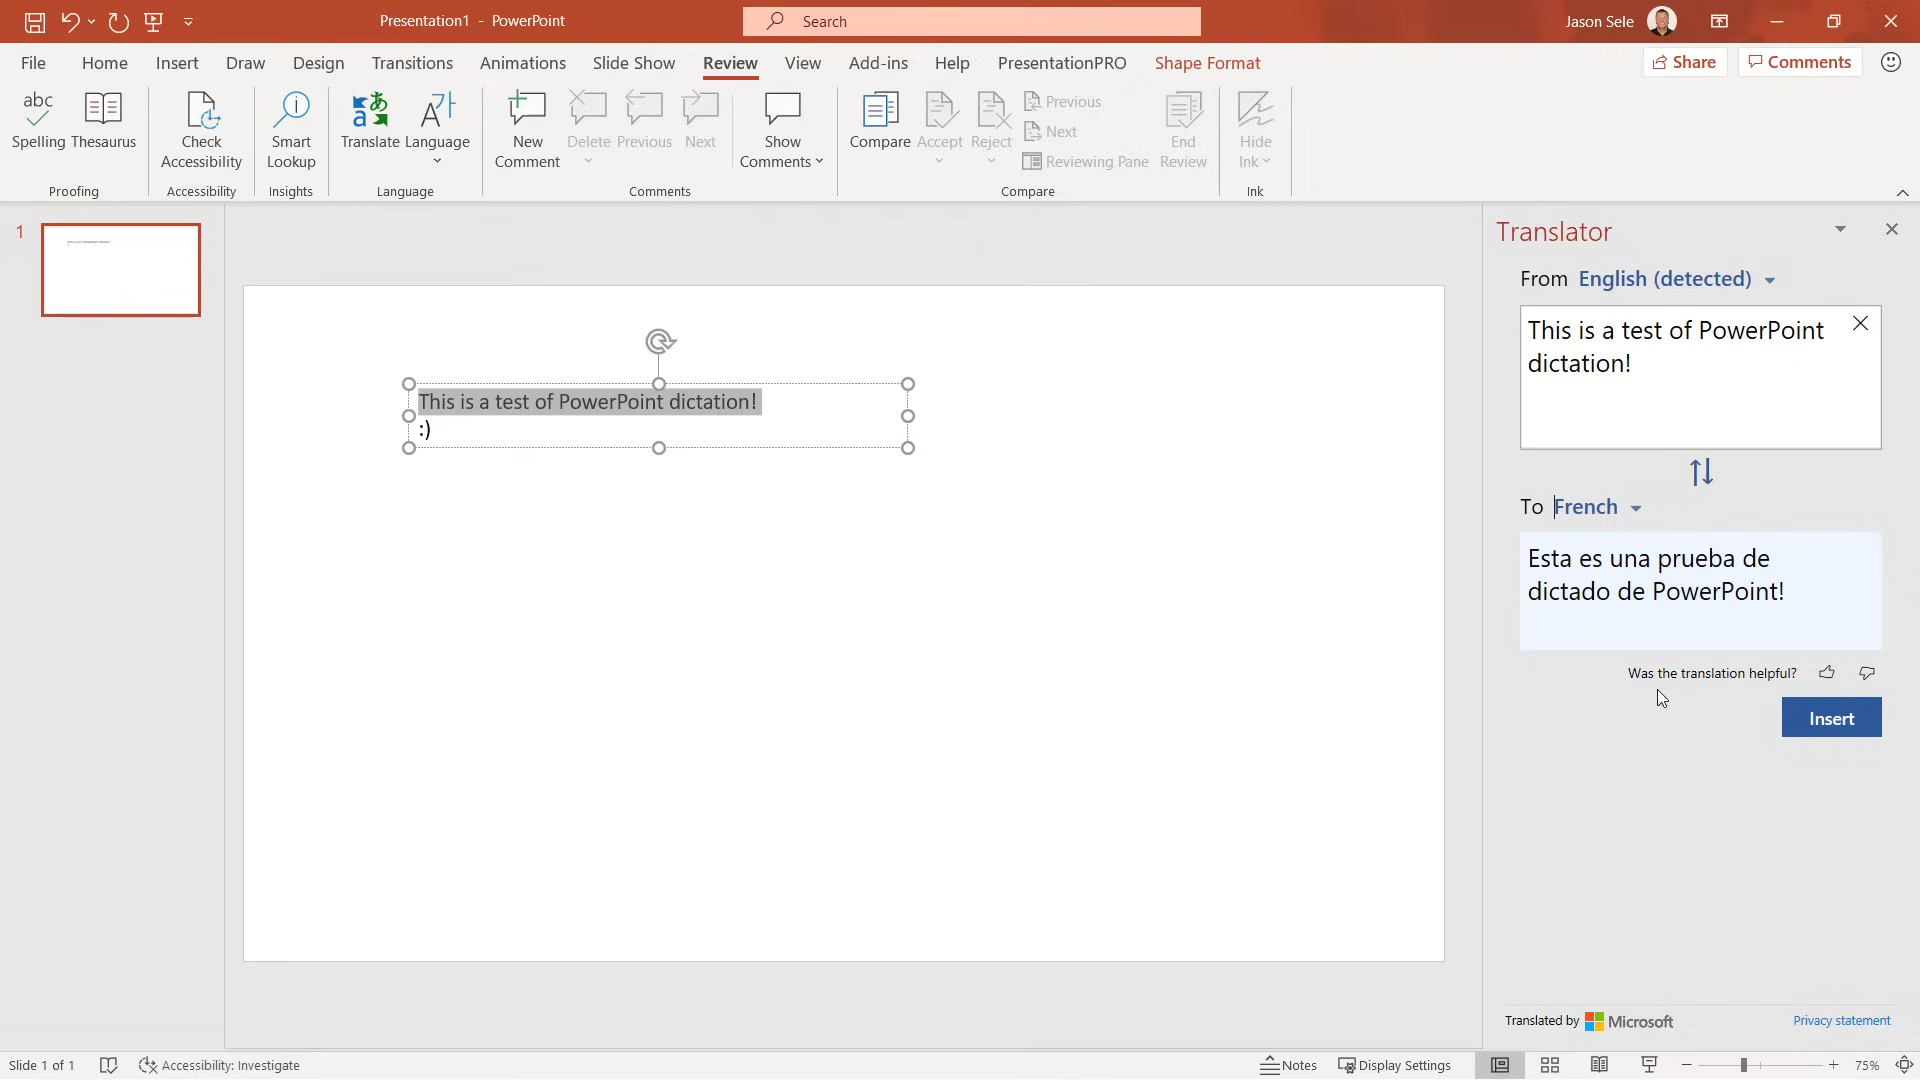 Presentation1 - PowerPoint
Search
Jason Sele
File Home Insert Draw Design Transitions Animations Slide Show Review View Add-ins Help PresentationPRO Shape Format
Share
Comments
abc
Spelling
Thesaurus
Proofing
Check
Accessibility
Accessibility
Smart
Lookup
Insights
Translate
Language
Language
New
Comment
Delete
Previous
Next
Show
Comments
Comments
Compare
Accept
Reject
Previous
Next
Reviewing Pane
End
Review
Compare
Hide
Ink
Ink
1
This is a test of PowerPoint dictation!
:)
Translator
From English (detected)
This is a test of PowerPoint
dictation!
To French
Esta es una prueba de
dictado de PowerPoint!
Was the translation helpful?
Insert
Translated by Microsoft
Privacy statement
Slide 1 of 1
Accessibility: Investigate
Notes
Display Settings
75%